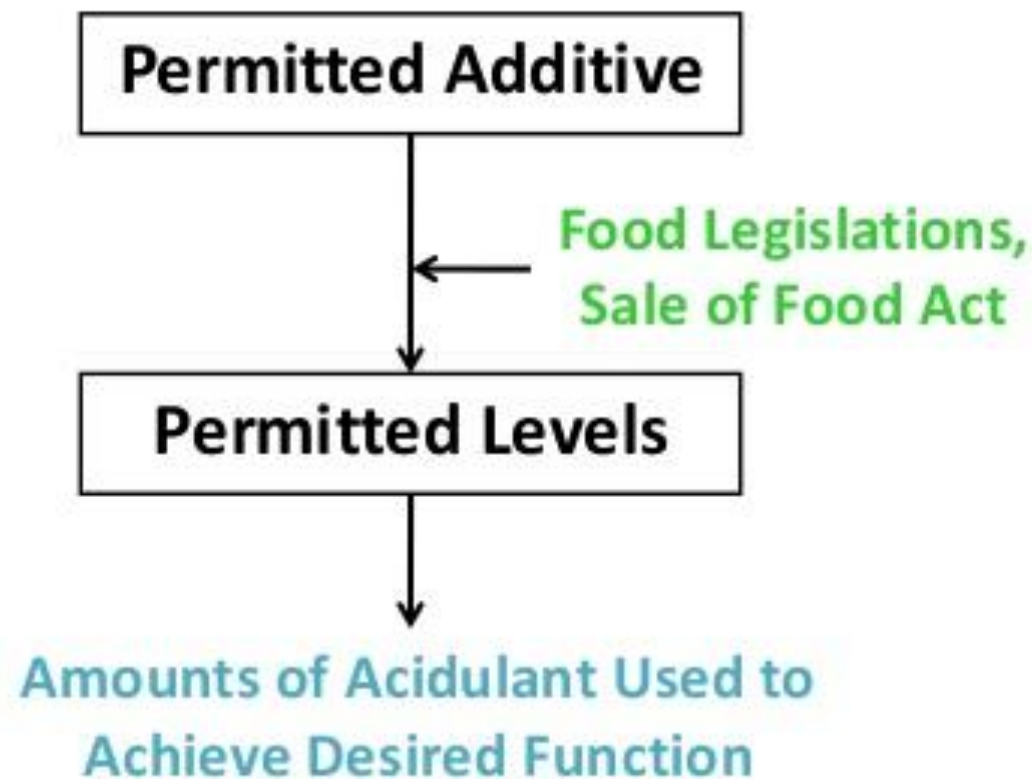 Permitted Additive
Food Legislations,
Sale of Food Act
Permitted Levels
Amounts of Acidulant Used to
Achieve Desired Function